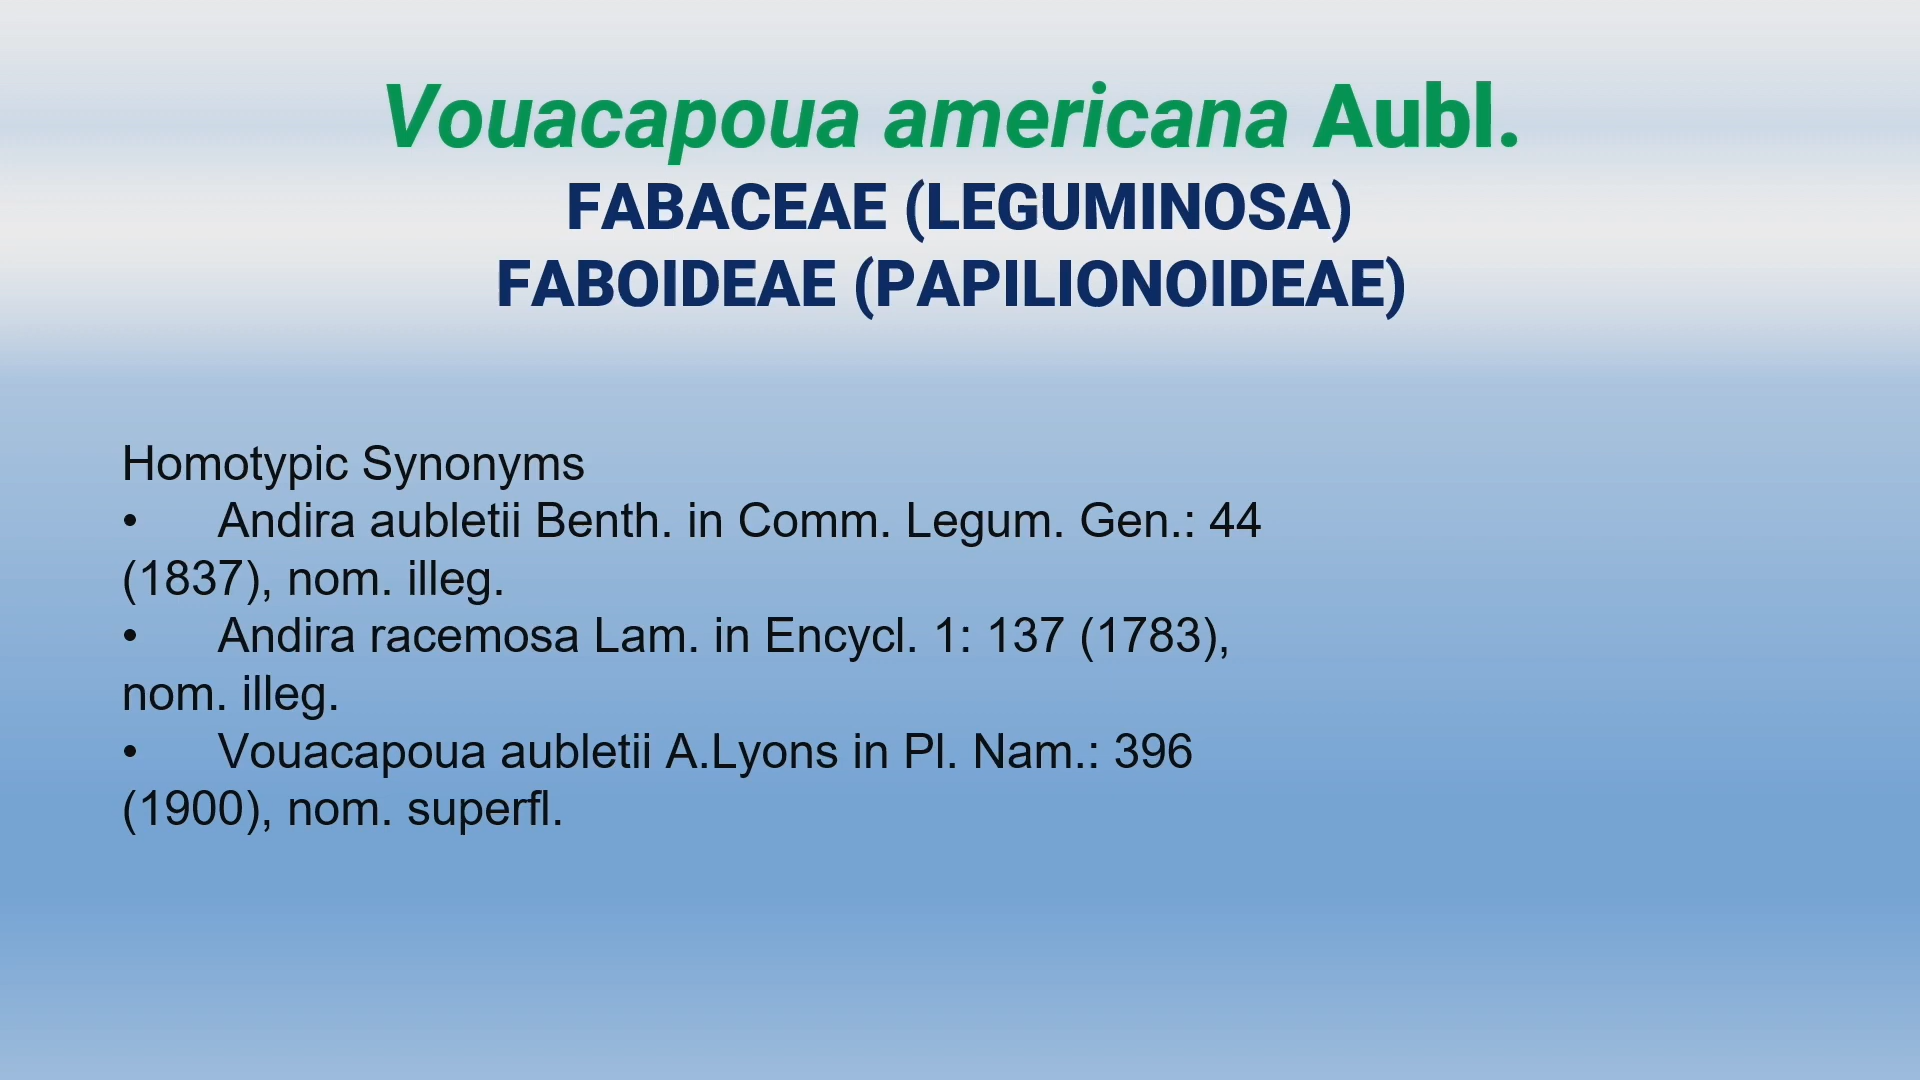 Vouacapoua americana Aubl.
FABACEAE (LEGUMINOSA)
FABOIDEAE (PAPILIONOIDEAE)
Homotypic Synonyms
• Andira aubletii Benth. in Comm. Legum. Gen.: 44
(1837), nom. illeg.
• Andira racemosa Lam. in Encycl. 1: 137 (1783),
nom. illeg.
• Vouacapoua aubletii A.Lyons in Pl. Nam.: 396
(1900), nom. superfl.